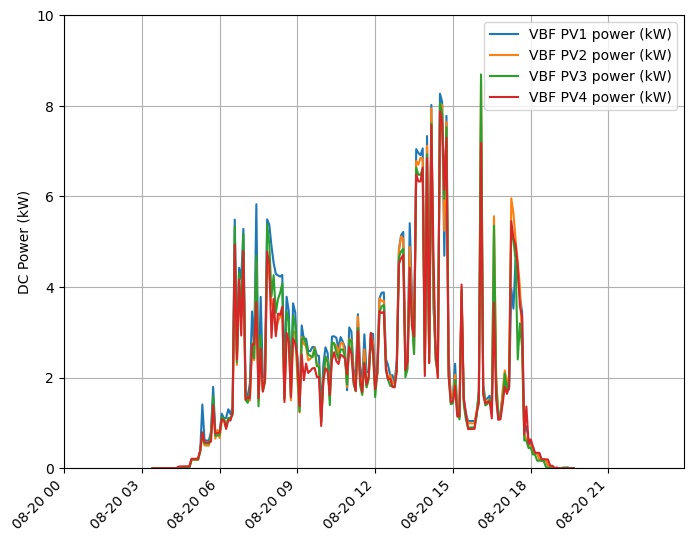 VBF PV1 power (kW)
VBF PV2 power (kW)
VBF PV3 power (kW)
VBF PV4 power (kW)
DC Power (kW)
10
8
6
4
2
0
08-20 00
08-20 03
08-20 06
08-20 09
08-20 12
08-20 15
08-20 18
08-20 21